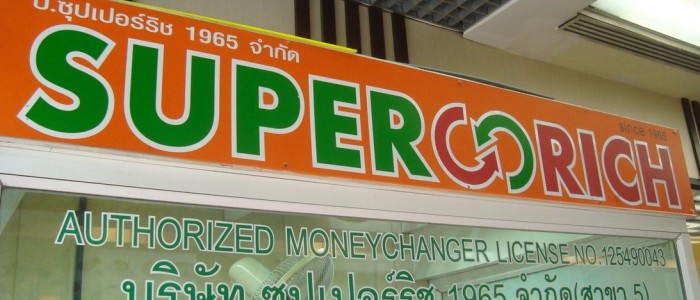 บ.ซุปเปอร์ริช 1965 จำกัด
SUPER RICH
since 1965
AUTHORIZED MONEYCHANGER LICENSE NO.125490043
บริษัท ซุปเปอร์ริช 1965 จำกัด(สาขา 5)